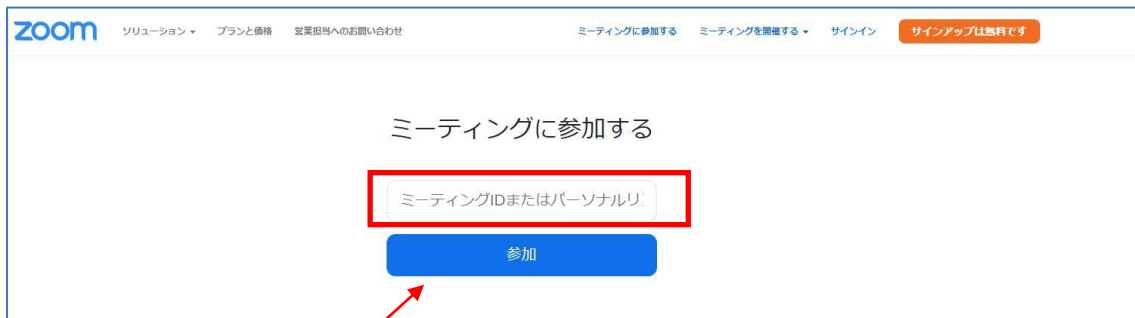 zoom ソリューション プランと価格 営業担当へのお問い合わせ ミーティングに参加する ミーティングを開催する サインイン サインアップは無料です
ミーティングに参加する
ミーティングIDまたはパーソナルリ
参加